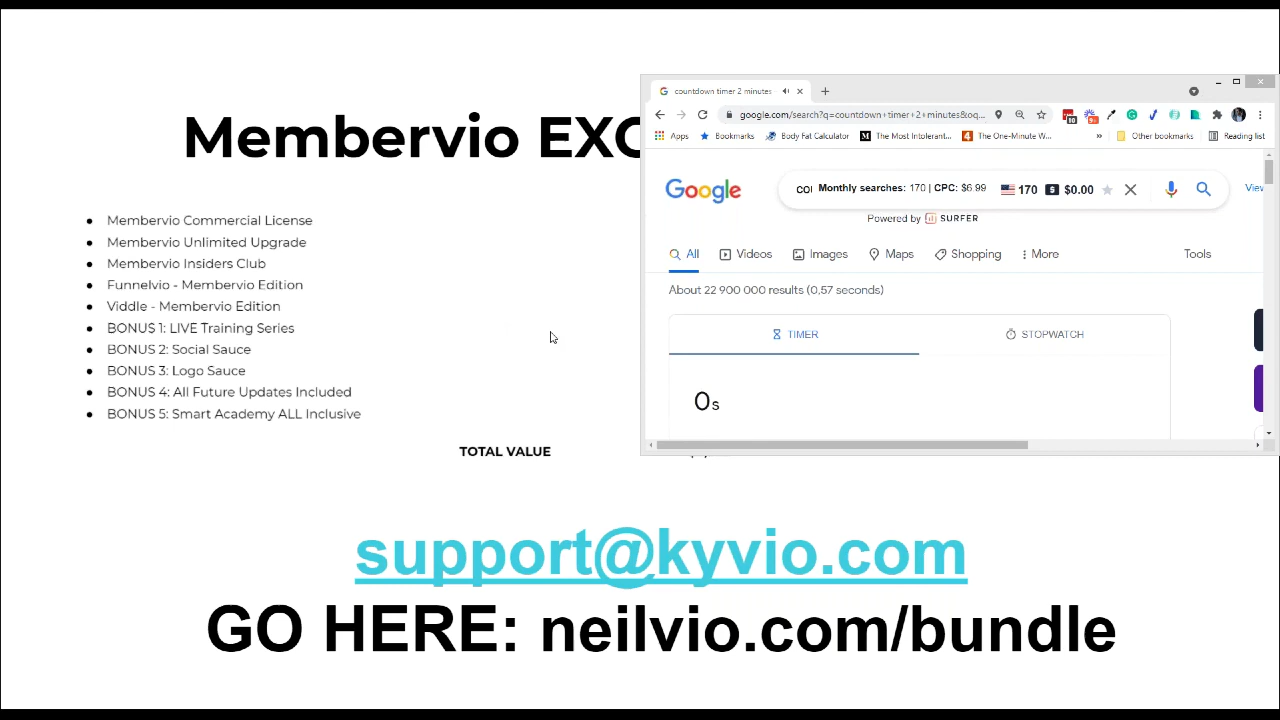 Membervio EXC
● Membervio Commercial License
● Membervio Unlimited Upgrade
● Membervio Insiders Club
● Funnelvio - Membervio Edition
● Viddle - Membervio Edition
● BONUS 1: LIVE Training Series
● BONUS 2: Social Sauce
● BONUS 3: Logo Sauce
● BONUS 4: All Future Updates Included
● BONUS 5: Smart Academy ALL Inclusive
TOTAL VALUE
support@kyvio.com
GO HERE: neilvio.com/bundle
countdown timer 2 minutes -
google.com/search?q=countdown+timer+2+minutes&oq...
Apps Bookmarks Body Fat Calculator The Most Intolerant... The One-Minute W... » Other bookmarks Reading list
Google COI Monthly searches: 170 | CPC: $6.99 170 $0.00 View
Powered by SURFER
All Videos Images Maps Shopping More Tools
About 22 900 000 results (0,57 seconds)
TIMER STOPWATCH
0s